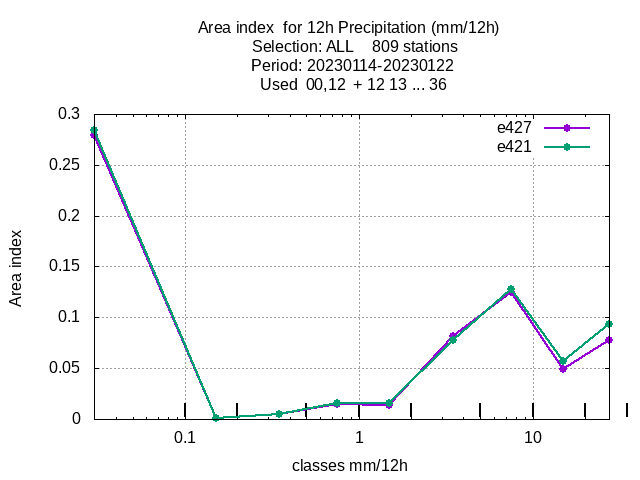 Area index  for 12h Precipitation (mm/12h)
Selection: ALL    809 stations
Period: 20230114-20230122
Used  00,12  + 12 13 ... 36
e427
e421
0.3
0.25
0.2
0.15
0.1
0.05
0
Area index
0.1 1 10
classes mm/12h